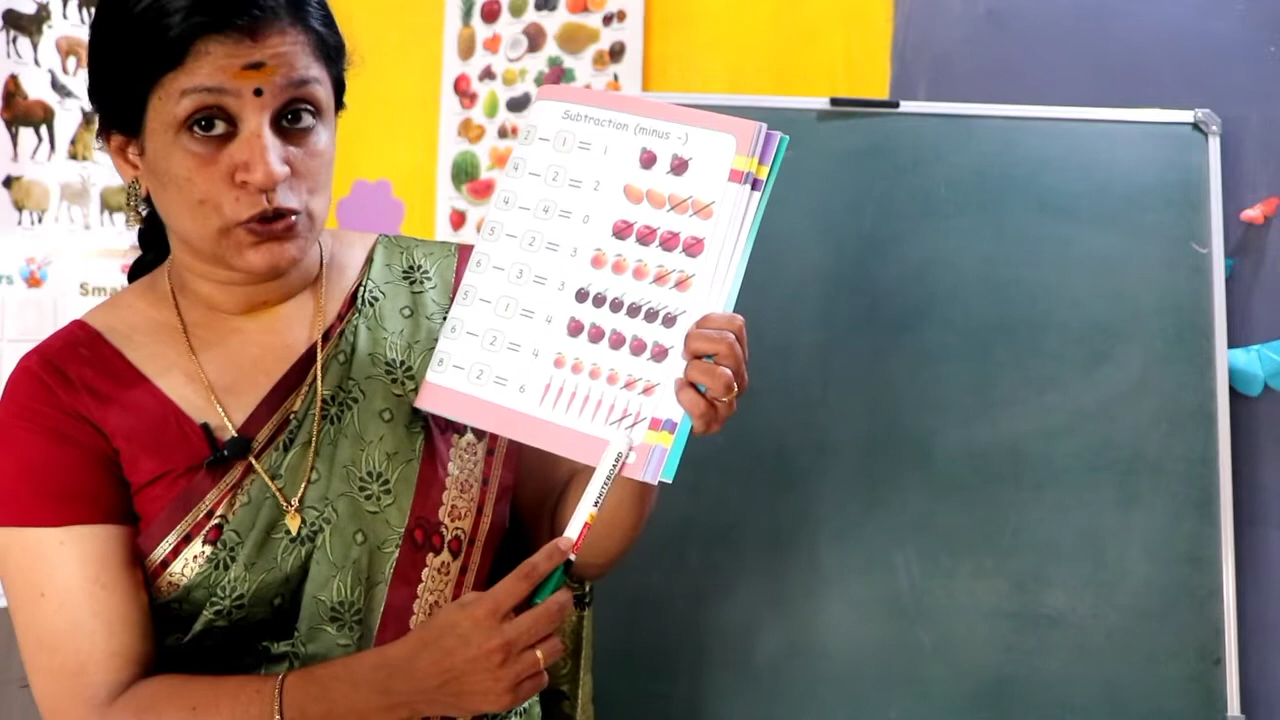 Subtraction (minus -)
2 - 1 = 1
4 - 2 = 2
4 - 4 = 0
5 - 2 = 3
6 - 3 = 3
5 - 1 = 4
6 - 2 = 4
8 - 2 = 6
WHITEBOARD